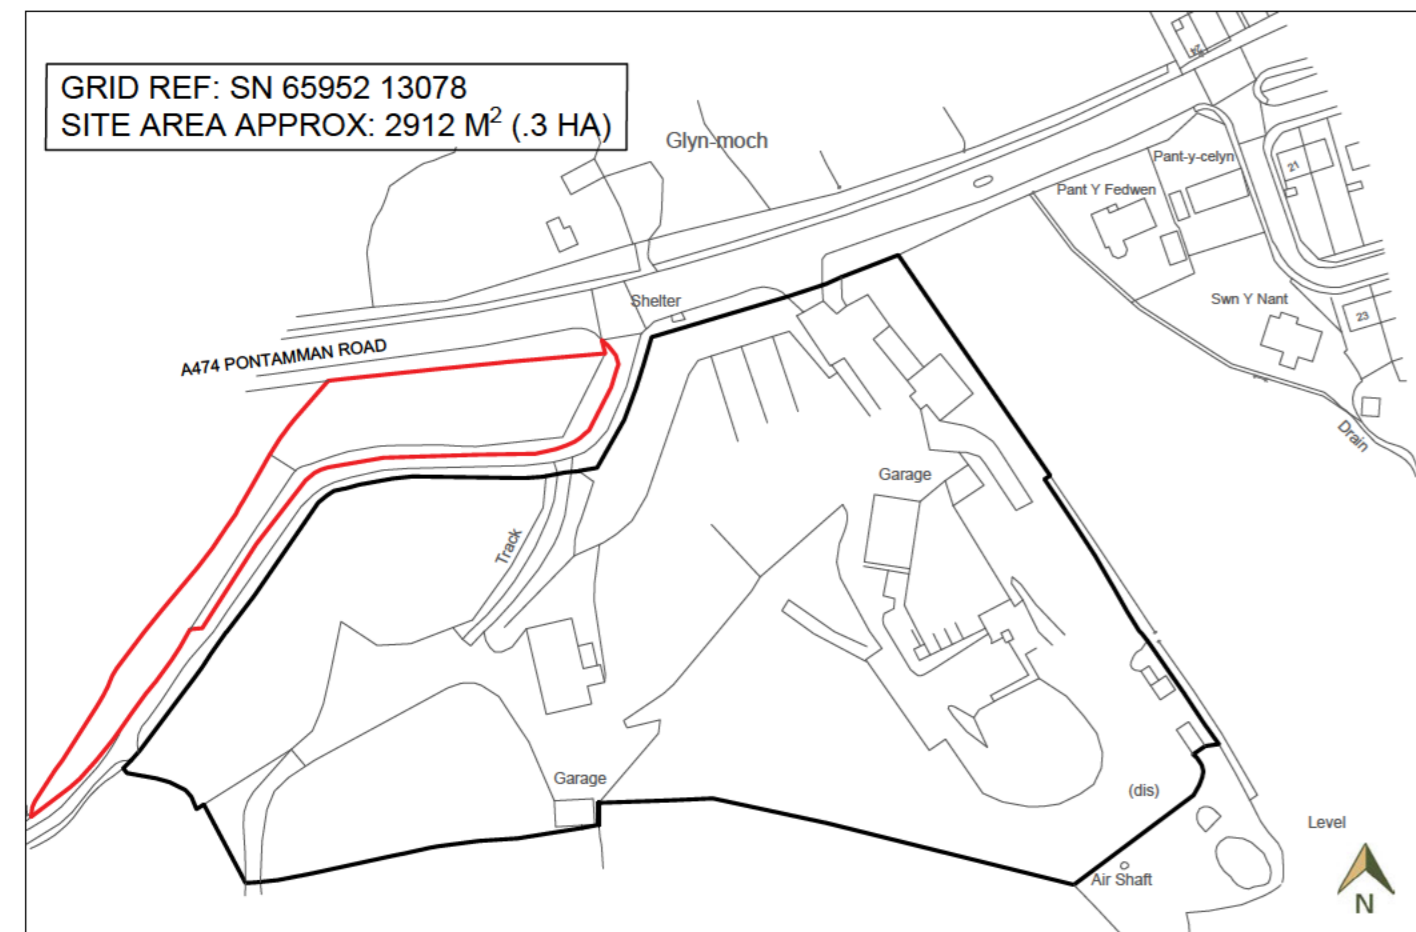 GRID REF: SN 65952 13078
SITE AREA APPROX: 2912 M² (.3 HA)
24
Glyn-moch
Pant-y-celyn
21
Pant Y Fedwen
Shelter
Swn Y Nant
23
A474 PONTAMMAN ROAD
Drain
Garage
Track
Garage
(dis)
Level
Air Shaft
N